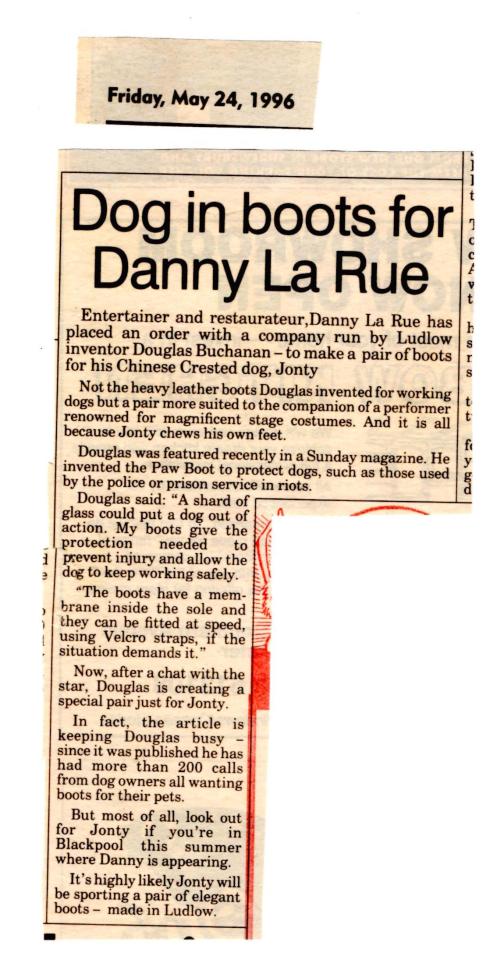 Friday, May 24, 1996
Dog in boots for
Danny La Rue
Entertainer and restaurateur,Danny La Rue has
placed an order with a company run by Ludlow
inventor Douglas Buchanan – to make a pair of boots
for his Chinese Crested dog, Jonty
Not the heavy leather boots Douglas invented for working
dogs but a pair more suited to the companion of a performer
renowned for magnificent stage costumes. And it is all
because Jonty chews his own feet.
Douglas was featured recently in a Sunday magazine. He
invented the Paw Boot to protect dogs, such as those used
by the police or prison service in riots.
Douglas said: “A shard of
glass could put a dog out of
action. My boots give the
protection needed to
prevent injury and allow the
dog to keep working safely.
“The boots have a mem-
brane inside the sole and
they can be fitted at speed,
using Velcro straps, if the
situation demands it.”
Now, after a chat with the
star, Douglas is creating a
special pair just for Jonty.
In fact, the article is
keeping Douglas busy –
since it was published he has
had more than 200 calls
from dog owners all wanting
boots for their pets.
But most of all, look out
for Jonty if you're in
Blackpool this summer
where Danny is appearing.
It's highly likely Jonty will
be sporting a pair of elegant
boots – made in Ludlow.